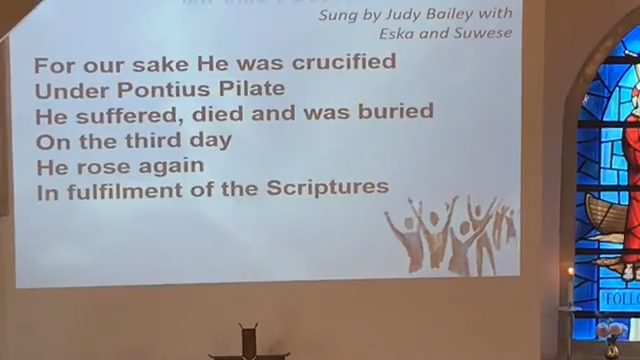 Sung by Judy Bailey with
Eska and Suwese
For our sake He was crucified
Under Pontius Pilate
He suffered, died and was buried
On the third day
He rose again
In fulfilment of the Scriptures